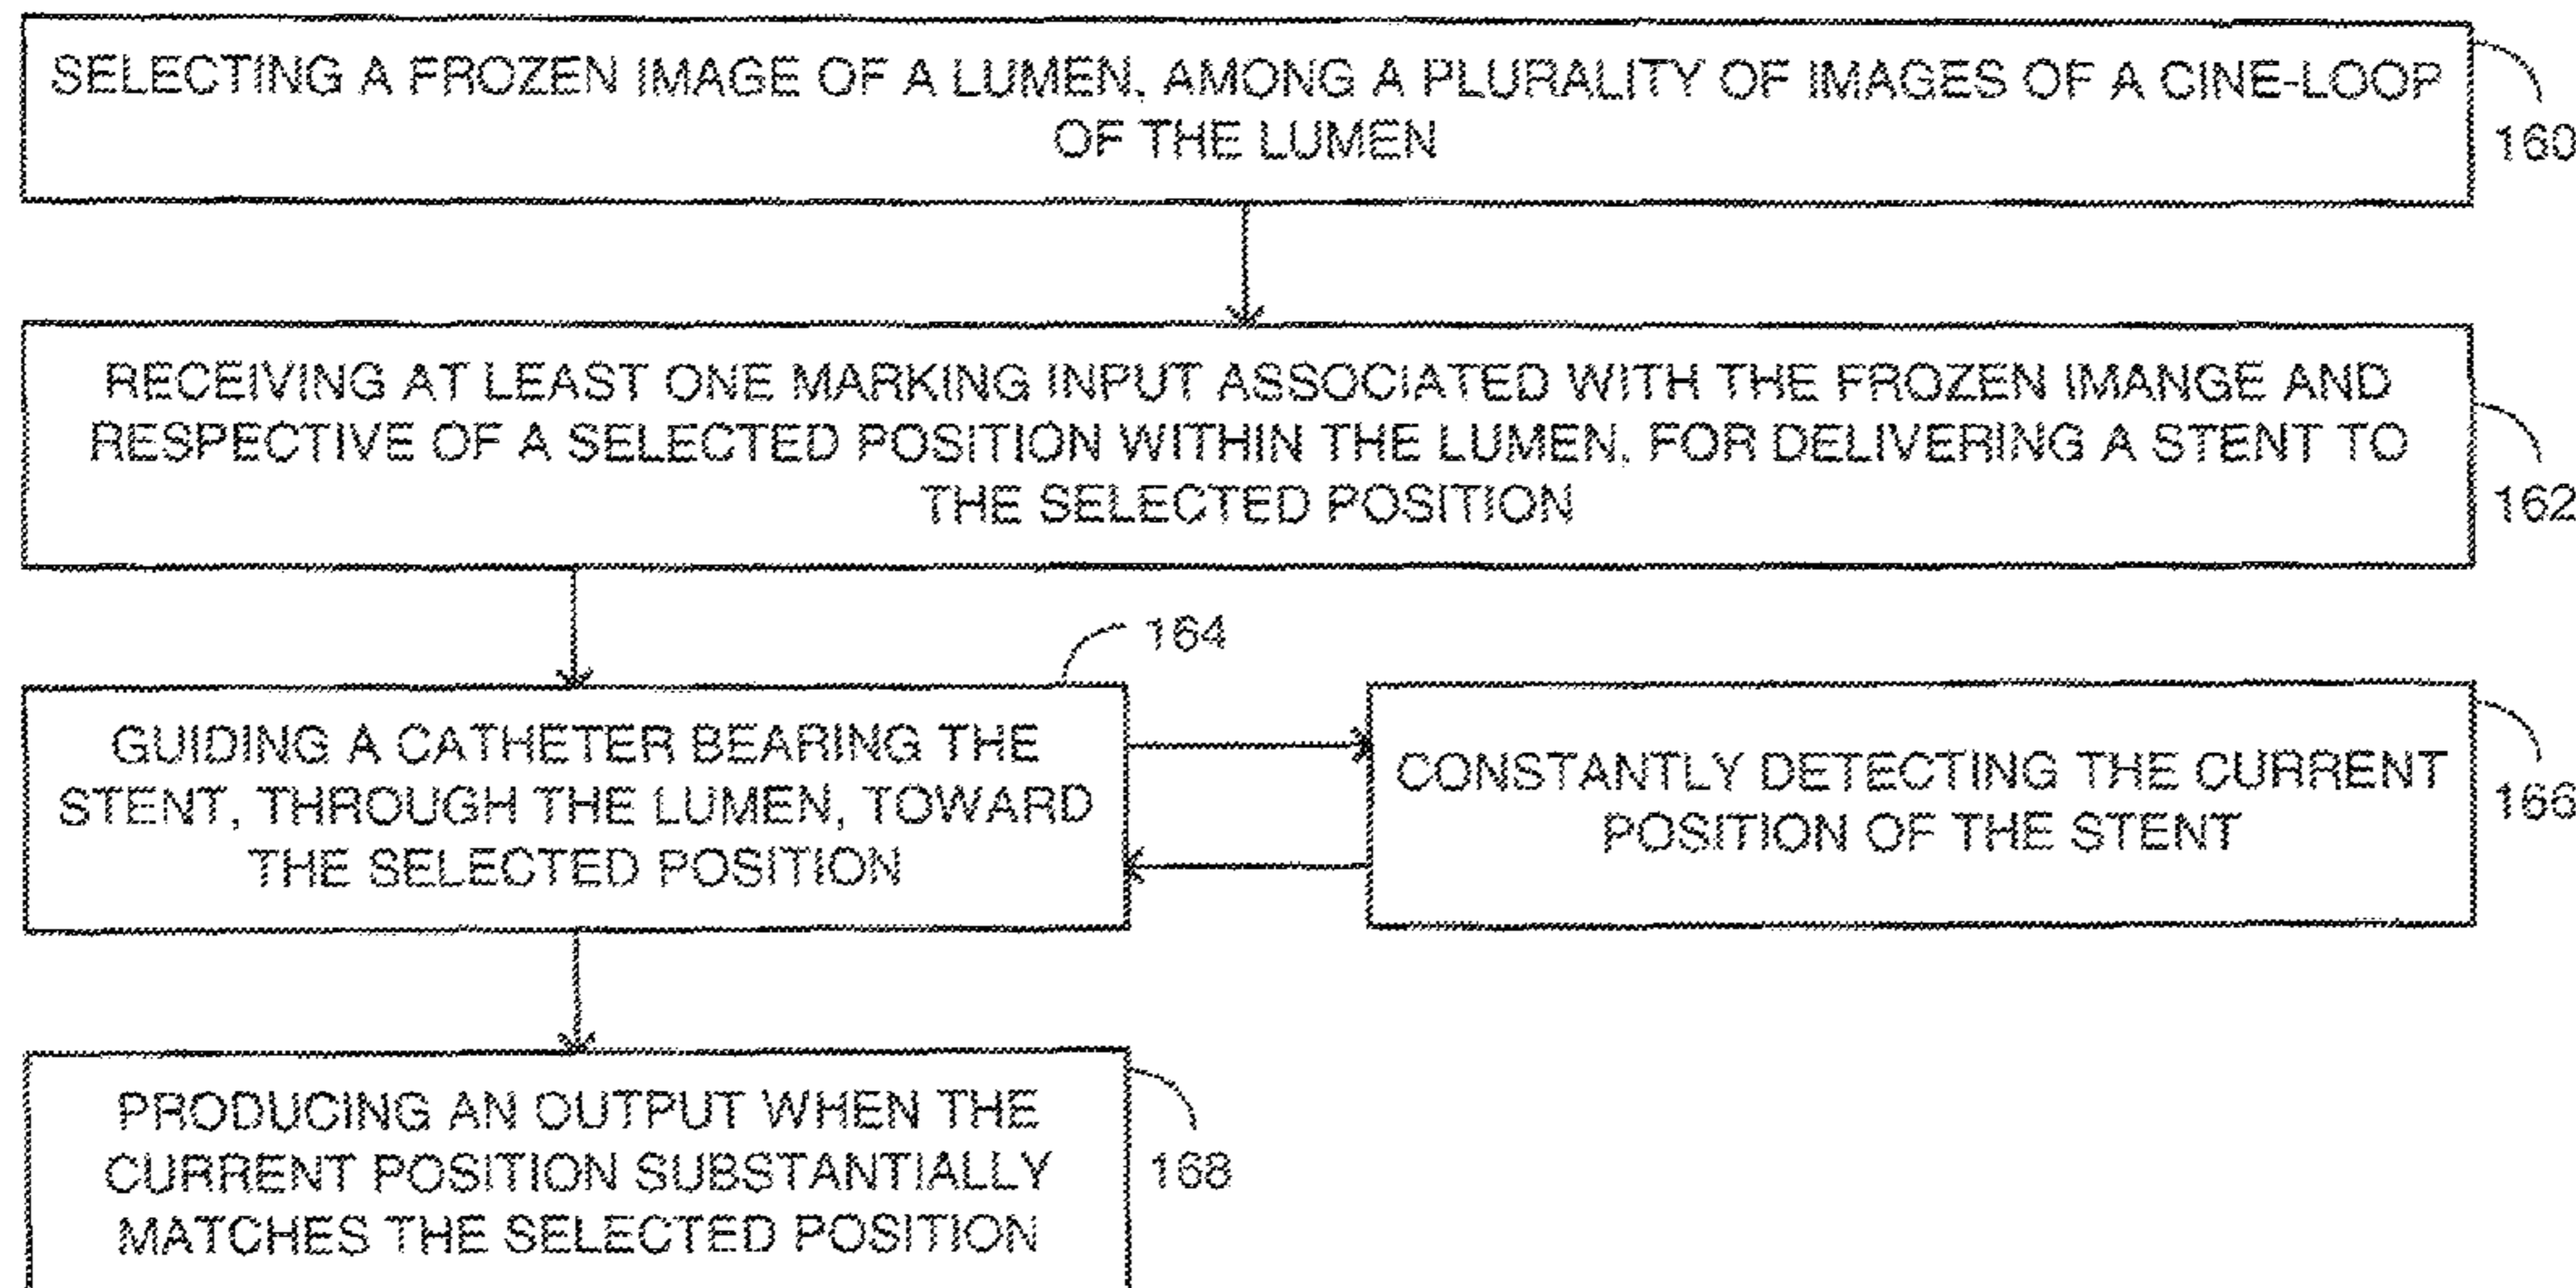 SELECTING A FROZEN IMAGE OF A LUMEN, AMONG A PLURALITY OF IMAGES OF A CINE-LOOP
OF THE LUMEN
160
RECEIVING AT LEAST ONE MARKING INPUT ASSOCIATED WITH THE FROZEN IMANGE AND
RESPECTIVE OF A SELECTED POSITION WITHIN THE LUMEN, FOR DELIVERING A STENT TO
THE SELECTED POSITION
162
164
GUIDING A CATHETER BEARING THE
STENT, THROUGH THE LUMEN, TOWARD
THE SELECTED POSITION
CONSTANTLY DETECTING THE CURRENT
POSITION OF THE STENT
166
PRODUCING AN OUTPUT WHEN THE
CURRENT POSITION SUBSTANTIALLY
MATCHES THE SELECTED POSITION
168